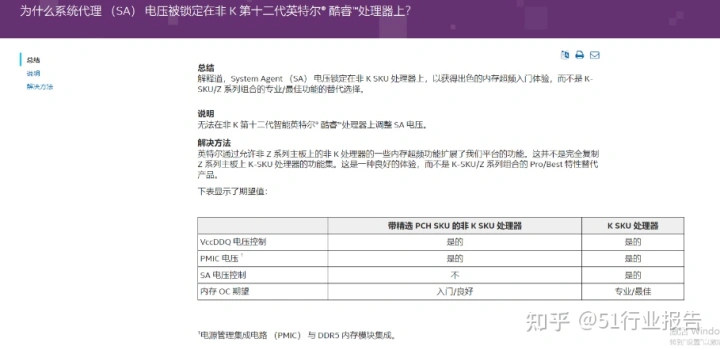 为什么系统代理 （SA） 电压被锁定在非 K 第十二代英特尔® 酷睿™处理器上？
总结
说明
解决方法
总结
解释道，System Agent （SA） 电压锁定在非 K SKU 处理器上，以获得出色的内存超频入门体验，而不是 K-
SKU/Z 系列组合的专业/最佳功能的替代选择。
说明
无法在非 K 第十二代智能英特尔® 酷睿™处理器上调整 SA 电压。
解决方法
英特尔通过允许非 Z 系列主板上的非 K 处理器的一些内存超频功能扩展了我们平台的功能。这并不是完全复制
Z 系列主板上 K-SKU 处理器的功能集。这是一种良好的体验，而不是 K-SKU/Z 系列组合的 Pro/Best 特性替代
产品。
下表显示了期望值：
带精选 PCH SKU 的非 K SKU 处理器 K SKU 处理器
VccDDQ 电压控制 是的 是的
PMIC 电压¹ 是的 是的
SA 电压控制 不 是的
内存 OC 期望 入门/良好 专业/最佳
¹电源管理集成电路 （PMIC） 与 DDR5 内存模块集成。
知乎 @51行业报告
激活 Windo
转到"设置"以激